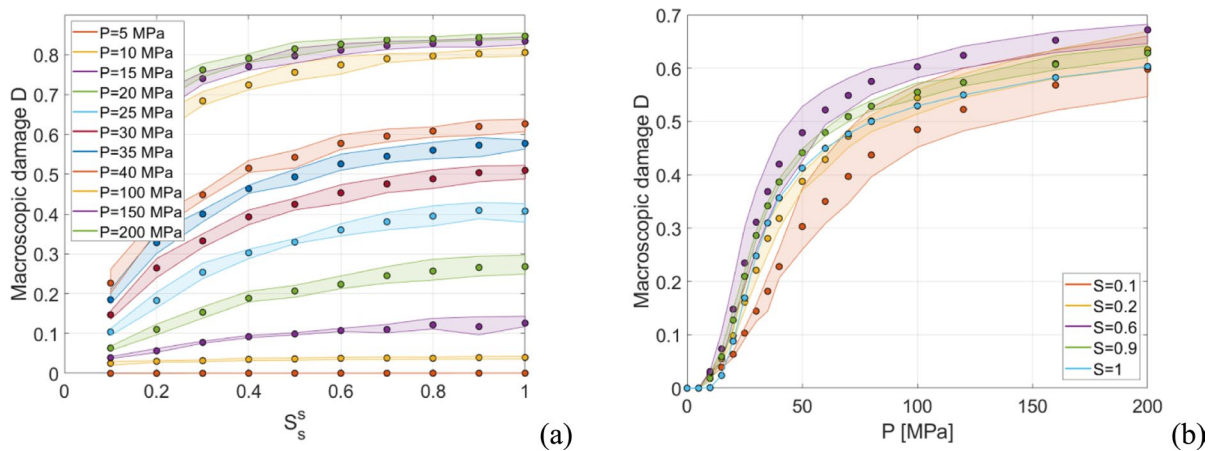 Macroscopic damage D
0.8
0.7
0.6
0.5
0.4
0.3
0.2
0.1
0
P=5 MPa
P=10 MPa
P=15 MPa
P=20 MPa
P=25 MPa
P=30 MPa
P=35 MPa
P=40 MPa
P=100 MPa
P=150 MPa
P=200 MPa
0 0.2 0.4 0.6 0.8 1
S_s^s
(a)
Macroscopic damage D
0.7
0.6
0.5
0.4
0.3
0.2
0.1
0
S=0.1
S=0.2
S=0.6
S=0.9
S=1
0 50 100 150 200
P [MPa]
(b)